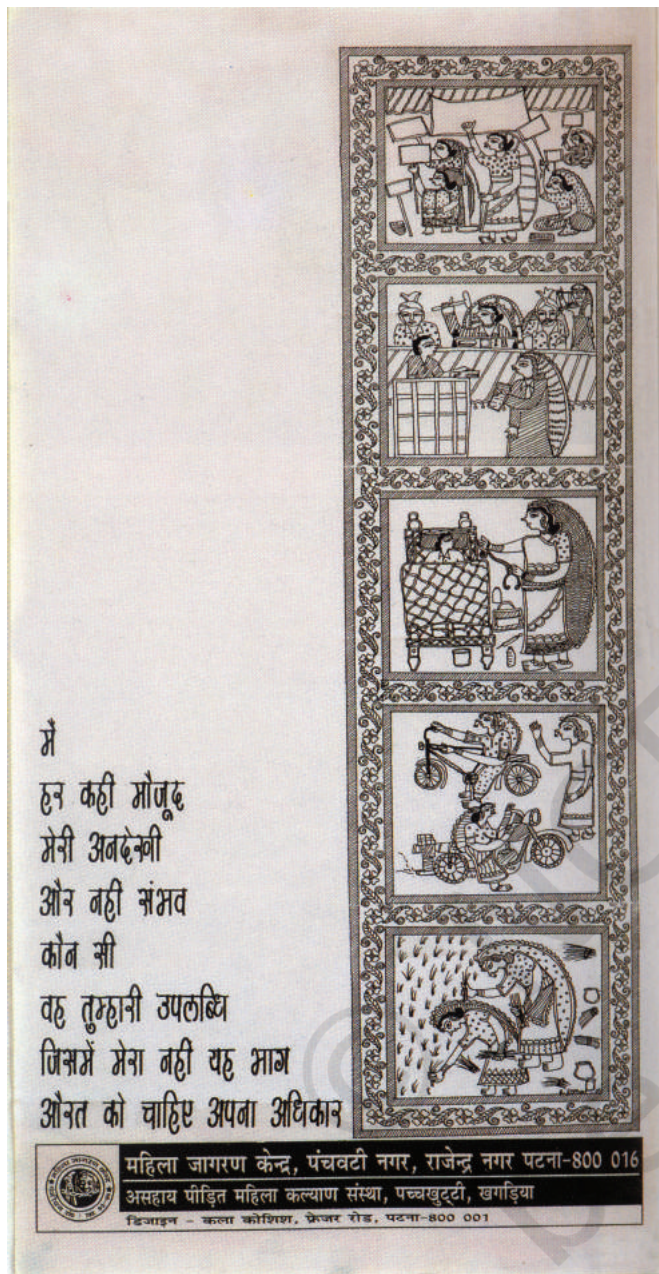 मैं
हर कहीं मौजूद
मेरी अनदेखी
और नहीं संभव
कौन सी
वह तुम्हारी उपलब्धि
जिसमें मेरा नहीं यह भाग
औरत को चाहिए अपना अधिकार
महिला जागरण केन्द्र, पंचवटी नगर, राजेन्द्र नगर पटना-800 016
असहाय पीड़ित महिला कल्याण संस्था, पच्चखुट्टी, खगड़िया
डिजाइन - कला कोशिश, फ्रेजर रोड, पटना-800 001